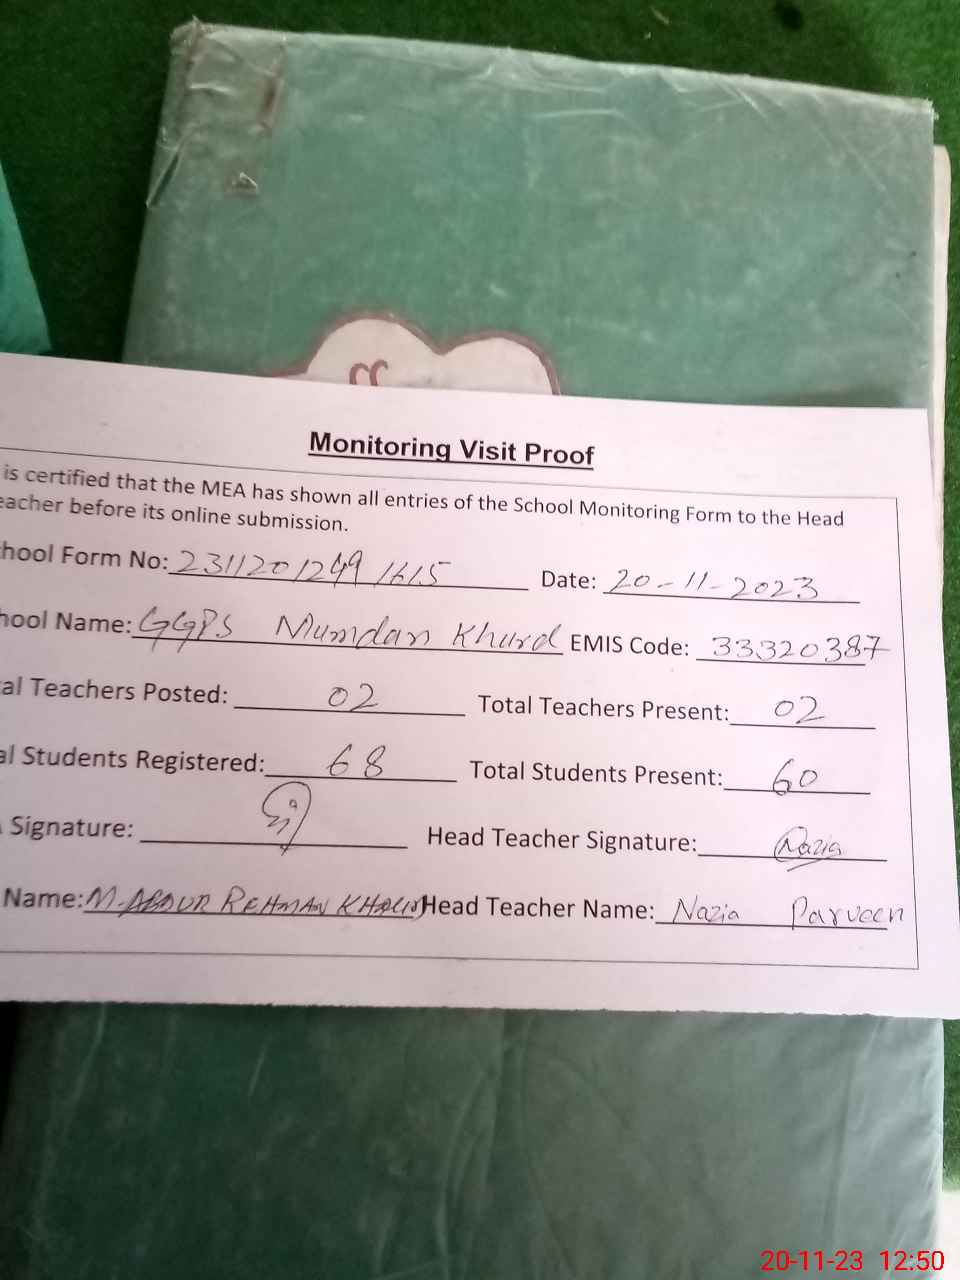 Monitoring Visit Proof
is certified that the MEA has shown all entries of the School Monitoring Form to the Head
eacher before its online submission.
hool Form No: 2311201249 1615 Date: 20-11-2023
hool Name: GGPS Mumdan Khurd EMIS Code: 33320387
al Teachers Posted: 02 Total Teachers Present: 02
al Students Registered: 68 Total Students Present: 60
Signature: Head Teacher Signature: Nazia
Name: M. ABDUR REHMAN KHALID Head Teacher Name: Nazia Parveen
20-11-23 12:50